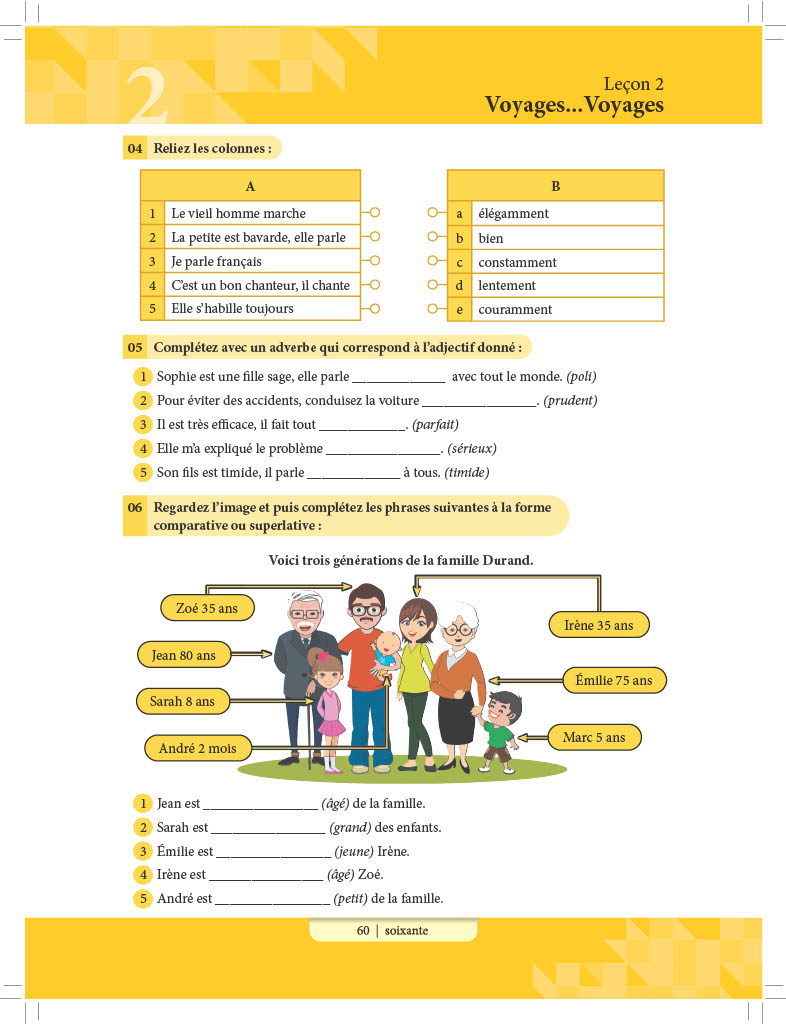 2
Leçon 2
Voyages...Voyages
04 Reliez les colonnes :
A
1 Le vieil homme marche
2 La petite est bavarde, elle parle
3 Je parle français
4 C'est un bon chanteur, il chante
5 Elle s'habille toujours
B
a élégamment
b bien
c constamment
d lentement
e couramment
05 Complétez avec un adverbe qui correspond à l'adjectif donné :
1 Sophie est une fille sage, elle parle _____________ avec tout le monde. (poli)
2 Pour éviter des accidents, conduisez la voiture ________________. (prudent)
3 Il est très efficace, il fait tout ____________. (parfait)
4 Elle m'a expliqué le problème ________________. (sérieux)
5 Son fils est timide, il parle _____________ à tous. (timide)
06 Regardez l'image et puis complétez les phrases suivantes à la forme
comparative ou superlative :
Voici trois générations de la famille Durand.
Zoé 35 ans
Irène 35 ans
Jean 80 ans
Émilie 75 ans
Sarah 8 ans
Marc 5 ans
André 2 mois
1 Jean est ________________ (âgé) de la famille.
2 Sarah est ________________ (grand) des enfants.
3 Émilie est ________________ (jeune) Irène.
4 Irène est ________________ (âgé) Zoé.
5 André est ________________ (petit) de la famille.
60 | soixante